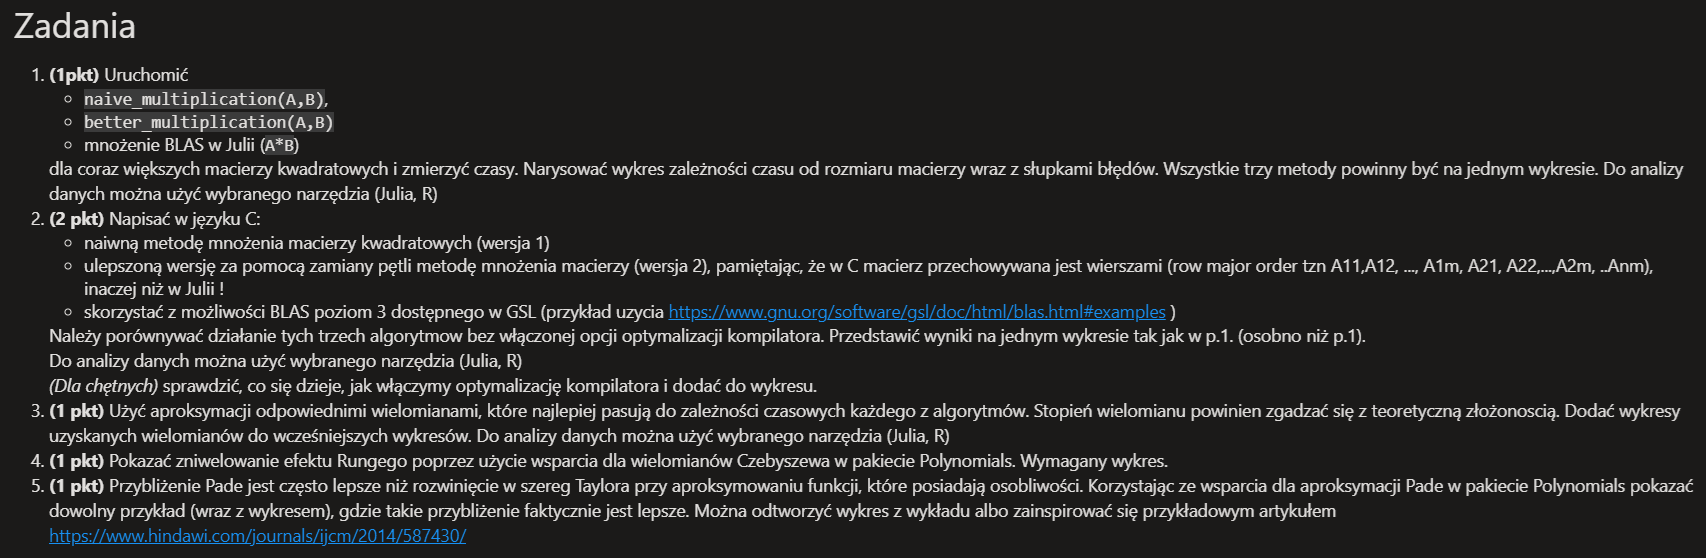 Zadania
1. (1pkt) Uruchomić
naive_multiplication(A,B),
better_multiplication(A,B)
mnożenie BLAS w Julii (A*B)
dla coraz większych macierzy kwadratowych i zmierzyć czasy. Narysować wykres zależności czasu od rozmiaru macierzy wraz z słupkami błędów. Wszystkie trzy metody powinny być na jednym wykresie. Do analizy
danych można użyć wybranego narzędzia (Julia, R)
2. (2 pkt) Napisać w języku C:
naiwną metodę mnożenia macierzy kwadratowych (wersja 1)
ulepszoną wersję za pomocą zamiany pętli metodę mnożenia macierzy (wersja 2), pamiętając, że w C macierz przechowywana jest wierszami (row major order tzn A11,A12, ..., A1m, A21, A22,...,A2m, ..Anm),
inaczej niż w Julii !
skorzystać z możliwości BLAS poziom 3 dostępnego w GSL (przykład uzycia https://www.gnu.org/software/gsl/doc/html/blas.html#examples )
Należy porównywać działanie tych trzech algorytmow bez włączonej opcji optymalizacji kompilatora. Przedstawić wyniki na jednym wykresie tak jak w p.1. (osobno niż p.1).
Do analizy danych można użyć wybranego narzędzia (Julia, R)
(Dla chętnych) sprawdzić, co się dzieje, jak włączymy optymalizację kompilatora i dodać do wykresu.
3. (1 pkt) Użyć aproksymacji odpowiednimi wielomianami, które najlepiej pasują do zależności czasowych każdego z algorytmów. Stopień wielomianu powinien zgadzać się z teoretyczną złożonoscią. Dodać wykresy
uzyskanych wielomianów do wcześniejszych wykresów. Do analizy danych można użyć wybranego narzędzia (Julia, R)
4. (1 pkt) Pokazać zniwelowanie efektu Rungego poprzez użycie wsparcia dla wielomianów Czebyszewa w pakiecie Polynomials. Wymagany wykres.
5. (1 pkt) Przybliżenie Pade jest często lepsze niż rozwinięcie w szereg Taylora przy aproksymowaniu funkcji, które posiadają osobliwości. Korzystając ze wsparcia dla aproksymacji Pade w pakiecie Polynomials pokazać
dowolny przykład (wraz z wykresem), gdzie takie przybliżenie faktycznie jest lepsze. Można odtworzyć wykres z wykładu albo zainspirować się przykładowym artykułem
https://www.hindawi.com/journals/ijcm/2014/587430/